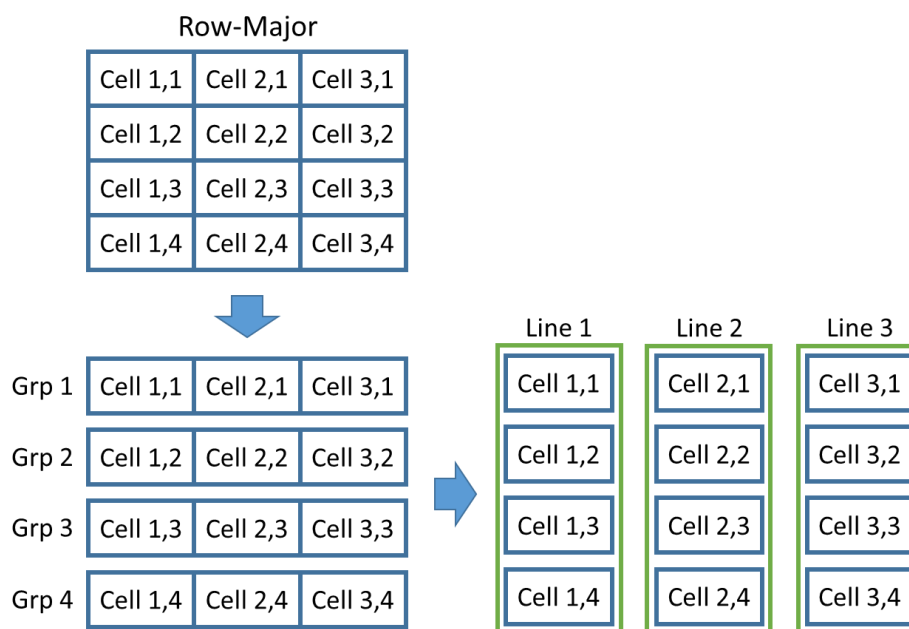 Row-Major
Cell 1,1 Cell 2,1 Cell 3,1
Cell 1,2 Cell 2,2 Cell 3,2
Cell 1,3 Cell 2,3 Cell 3,3
Cell 1,4 Cell 2,4 Cell 3,4
Grp 1 Cell 1,1 Cell 2,1 Cell 3,1
Grp 2 Cell 1,2 Cell 2,2 Cell 3,2
Grp 3 Cell 1,3 Cell 2,3 Cell 3,3
Grp 4 Cell 1,4 Cell 2,4 Cell 3,4
Line 1 Line 2 Line 3
Cell 1,1 Cell 2,1 Cell 3,1
Cell 1,2 Cell 2,2 Cell 3,2
Cell 1,3 Cell 2,3 Cell 3,3
Cell 1,4 Cell 2,4 Cell 3,4